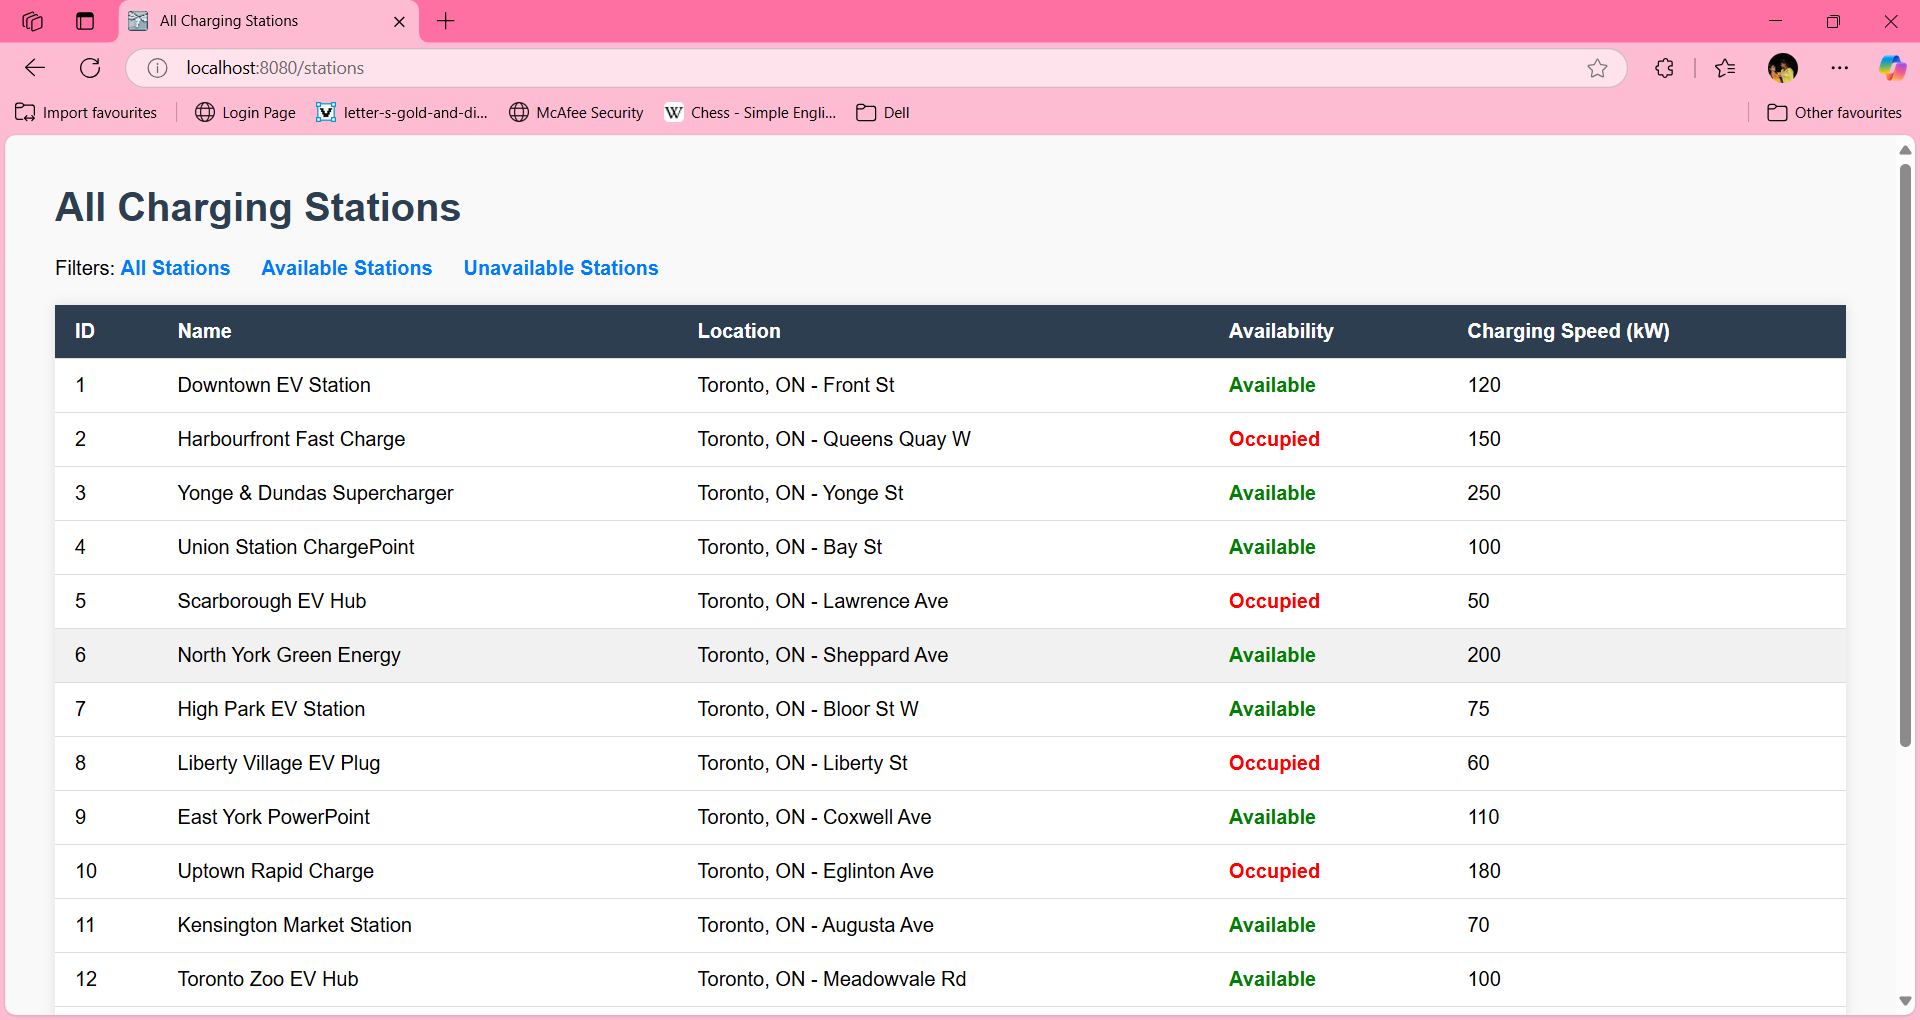 All Charging Stations
localhost:8080/stations
Import favourites Login Page letter-s-gold-and-di... McAfee Security W Chess - Simple Engli... Dell Other favourites
All Charging Stations
Filters: All Stations Available Stations Unavailable Stations
ID Name Location Availability Charging Speed (kW)
1 Downtown EV Station Toronto, ON - Front St Available 120
2 Harbourfront Fast Charge Toronto, ON - Queens Quay W Occupied 150
3 Yonge & Dundas Supercharger Toronto, ON - Yonge St Available 250
4 Union Station ChargePoint Toronto, ON - Bay St Available 100
5 Scarborough EV Hub Toronto, ON - Lawrence Ave Occupied 50
6 North York Green Energy Toronto, ON - Sheppard Ave Available 200
7 High Park EV Station Toronto, ON - Bloor St W Available 75
8 Liberty Village EV Plug Toronto, ON - Liberty St Occupied 60
9 East York PowerPoint Toronto, ON - Coxwell Ave Available 110
10 Uptown Rapid Charge Toronto, ON - Eglinton Ave Occupied 180
11 Kensington Market Station Toronto, ON - Augusta Ave Available 70
12 Toronto Zoo EV Hub Toronto, ON - Meadowvale Rd Available 100